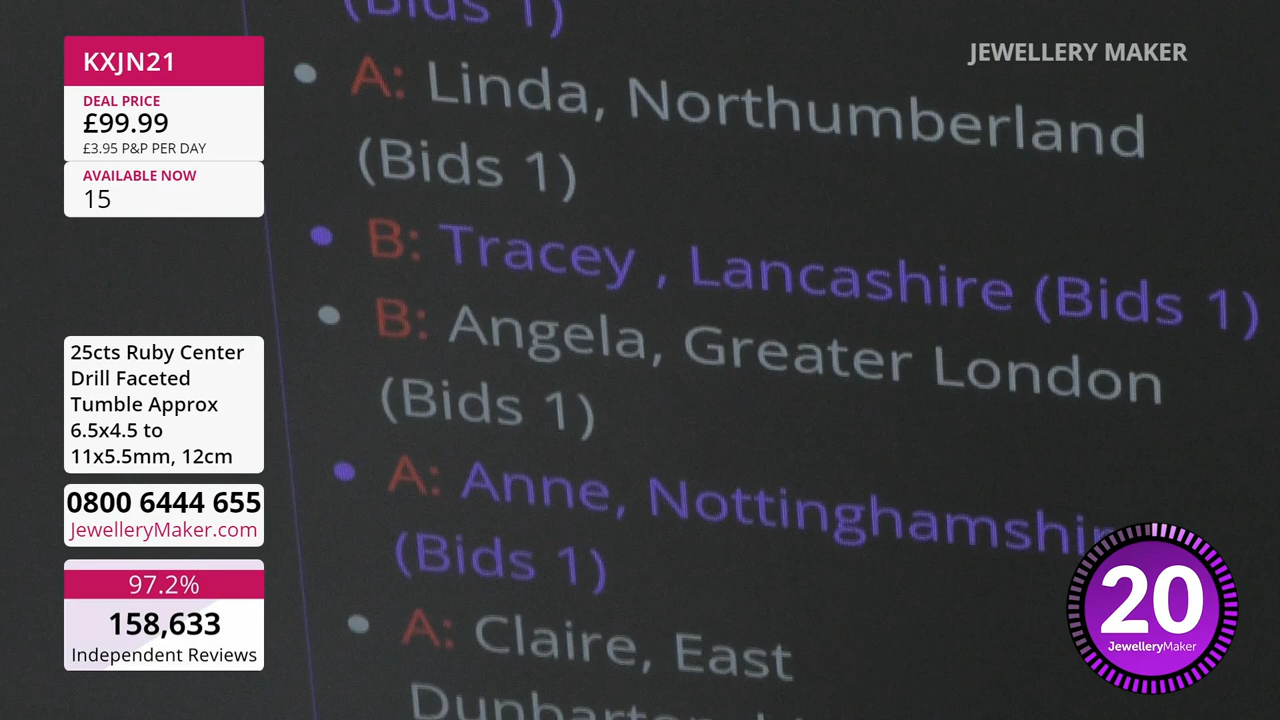 KXJN21
DEAL PRICE
£99.99
£3.95 P&P PER DAY
AVAILABLE NOW
15
25cts Ruby Center
Drill Faceted
Tumble Approx
6.5x4.5 to
11x5.5mm, 12cm
0800 6444 655
JewelleryMaker.com
97.2%
158,633
Independent Reviews
(Bids 1)
• A: Linda, Northumberland
(Bids 1)
• B: Tracey , Lancashire (Bids 1)
• B: Angela, Greater London
(Bids 1)
• A: Anne,
(Bids 1)
• A: Claire, East
JEWELLERY MAKER
20
JewelleryMaker